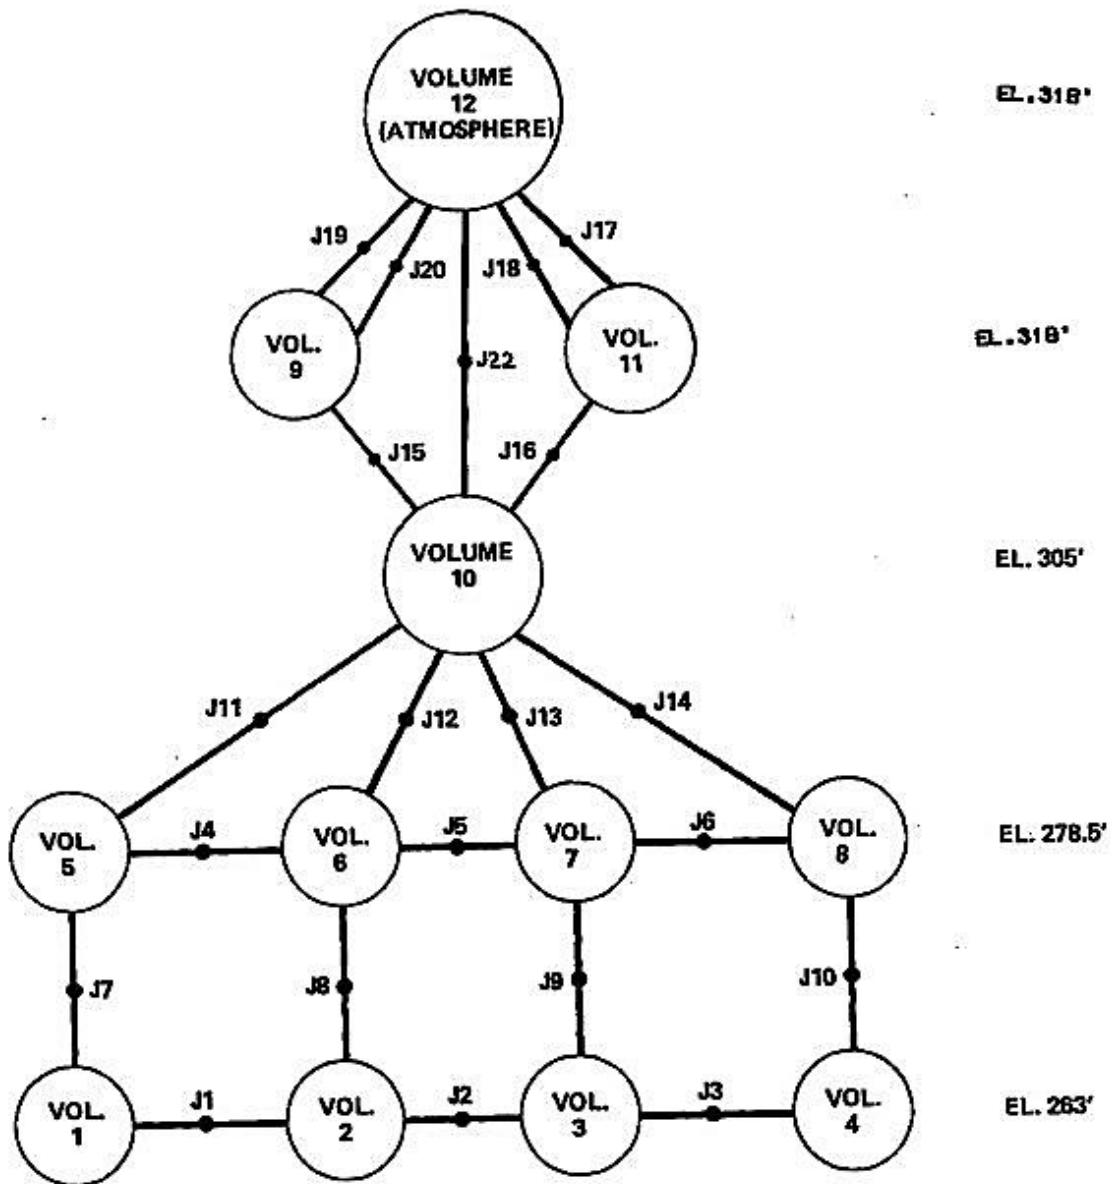 VOLUME
12
(ATMOSPHERE)
EL.318'
J19
J20
J18
J17
VOL.
9
J22
VOL.
11
EL.318'
J15
J16
VOLUME
10
EL. 305'
J11
J12
J13
J14
VOL.
5
J4
VOL.
6
J5
VOL.
7
J6
VOL.
8
EL. 278.5'
J7
J8
J9
J10
VOL.
1
J1
VOL.
2
J2
VOL.
3
J3
VOL.
4
EL. 263'